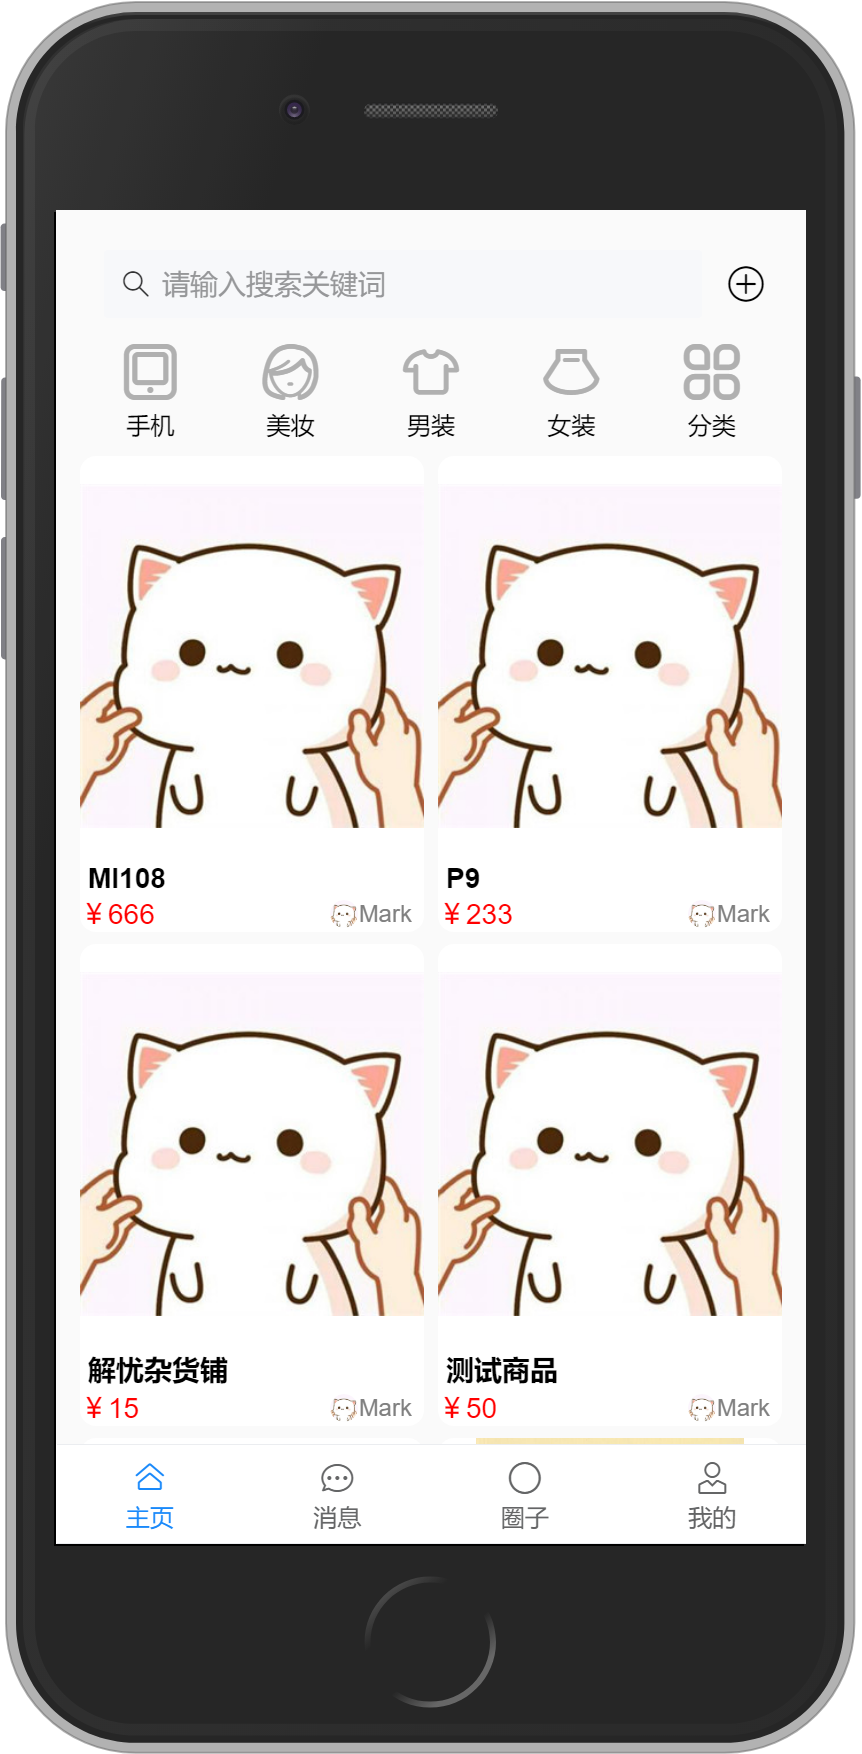 请输入搜索关键词
手机 美妆 男装 女装 分类
MI108 P9
¥666 Mark ¥233 Mark
解忧杂货铺 测试商品
¥15 Mark ¥50 Mark
主页 消息 圈子 我的